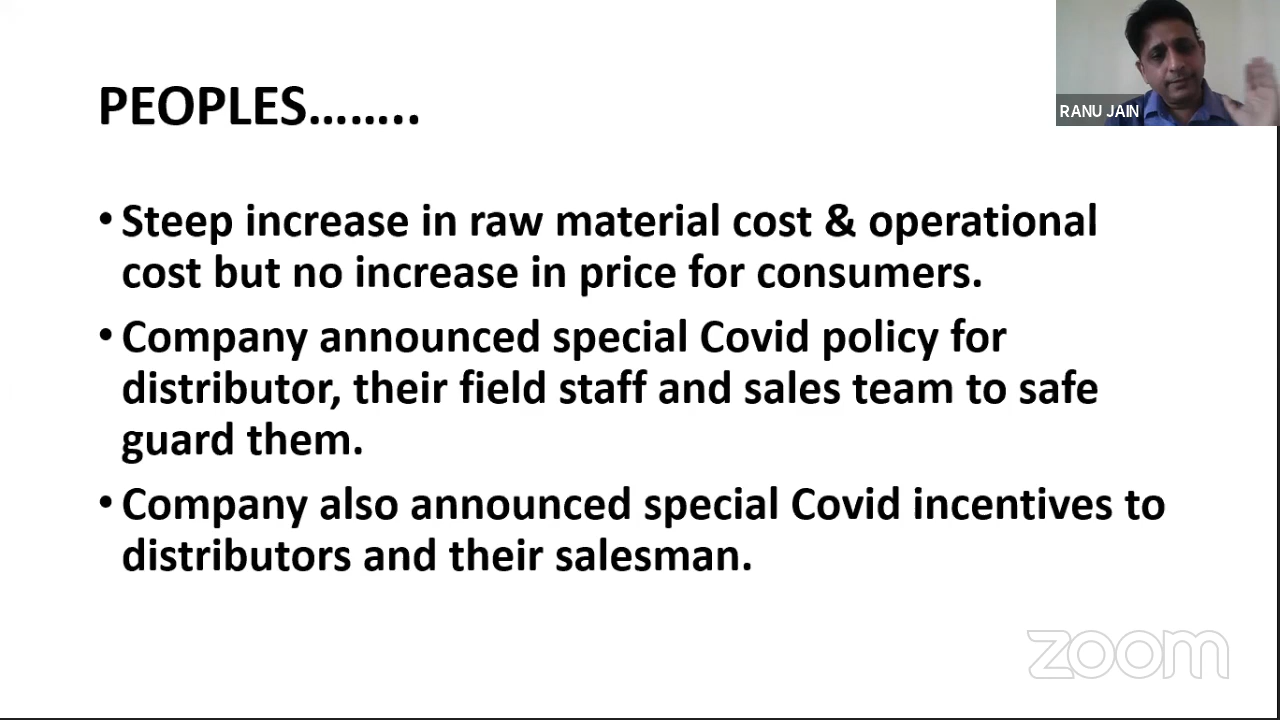 PEOPLES........
RANU JAIN
• Steep increase in raw material cost & operational
cost but no increase in price for consumers.
• Company announced special Covid policy for
distributor, their field staff and sales team to safe
guard them.
• Company also announced special Covid incentives to
distributors and their salesman.
zoom